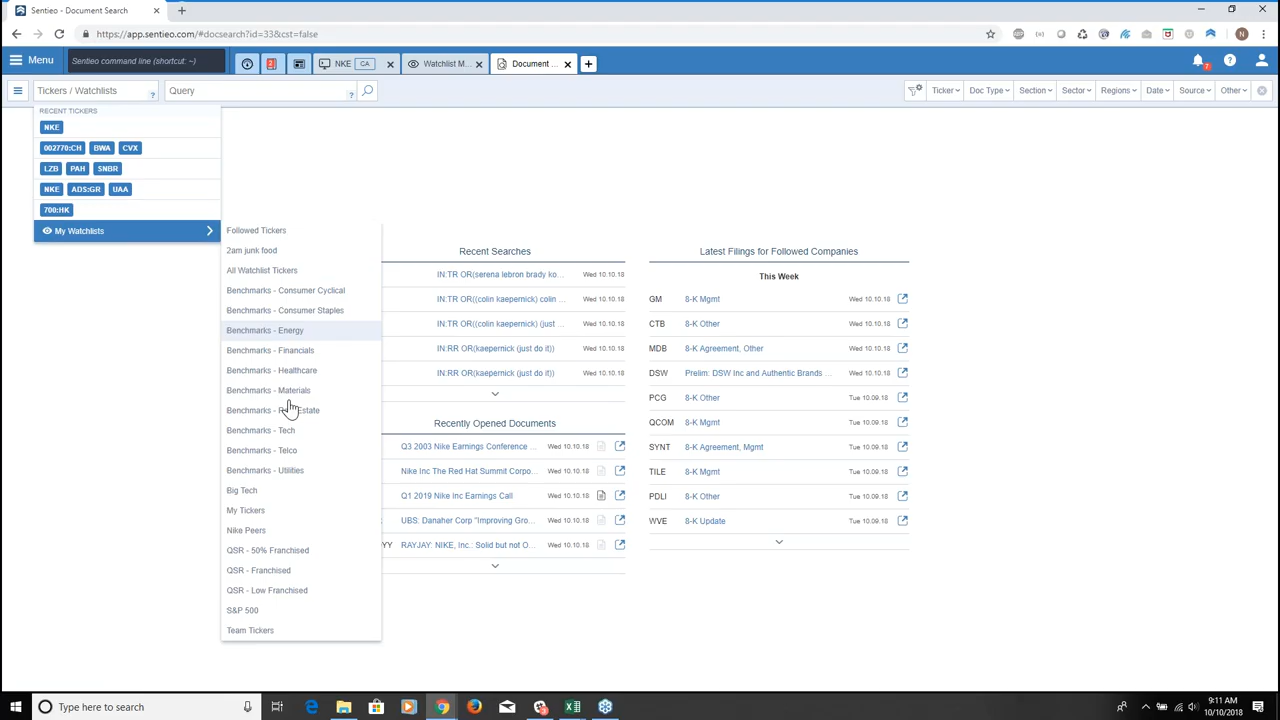 Sentieo - Document Search
https://app.sentieo.com/#docsearch?id=33&cst=false
N
Menu
Sentieo command line (shortcut: ~)
NKE CA
Watchlist M...
Document ...
7
Tickers / Watchlists ?
Query ?
Ticker
Doc Type
Section
Sector
Regions
Date
Source
Other
RECENT TICKERS
NKE
002770:CH BWA CVX
LZB PAH SNBR
NKE ADS:GR UAA
700:HK
My Watchlists
Followed Tickers
2am junk food
All Watchlist Tickers
Benchmarks - Consumer Cyclical
Benchmarks - Consumer Staples
Benchmarks - Energy
Benchmarks - Financials
Benchmarks - Healthcare
Benchmarks - Materials
Benchmarks - Estate
Benchmarks - Tech
Benchmarks - Telco
Benchmarks - Utilities
Big Tech
My Tickers
Nike Peers
QSR - 50% Franchised
QSR - Franchised
QSR - Low Franchised
S&P 500
Team Tickers
Recent Searches
IN:TR OR(serena lebron brady ko... Wed 10.10.18
IN:TR OR((colin kaepernick) colin ... Wed 10.10.18
IN:TR OR((colin kaepernick) (just ... Wed 10.10.18
IN:RR OR(kaepernick (just do it)) Wed 10.10.18
IN:RR OR(kaepernick (just do it)) Wed 10.10.18
Recently Opened Documents
Q3 2003 Nike Earnings Conference ... Wed 10.10.18
Nike Inc The Red Hat Summit Corpo... Wed 10.10.18
Q1 2019 Nike Inc Earnings Call Wed 10.10.18
UBS: Danaher Corp "Improving Gro... Wed 10.10.18
YY RAYJAY: NIKE, Inc.: Solid but not O... Wed 10.10.18
Latest Filings for Followed Companies
This Week
GM 8-K Mgmt Wed 10.10.18
CTB 8-K Other Wed 10.10.18
MDB 8-K Agreement, Other Wed 10.10.18
DSW Prelim: DSW Inc and Authentic Brands ... Wed 10.10.18
PCG 8-K Other Tue 10.09.18
QCOM 8-K Mgmt Tue 10.09.18
SYNT 8-K Agreement, Mgmt Tue 10.09.18
TILE 8-K Mgmt Tue 10.09.18
PDLI 8-K Other Tue 10.09.18
WVE 8-K Update Tue 10.09.18
Type here to search
9:11 AM
10/10/2018